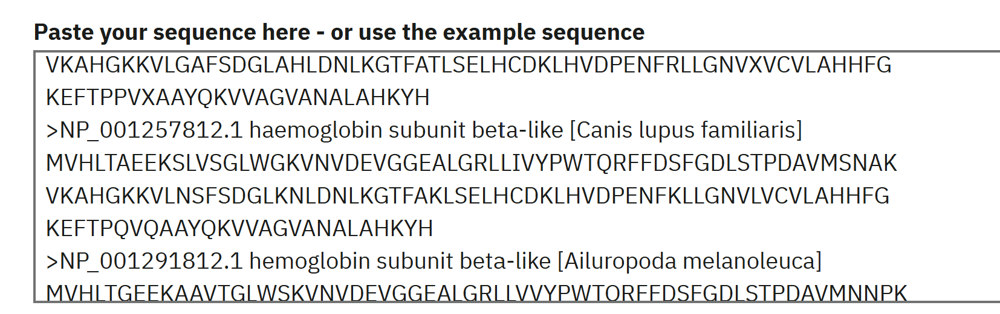 Paste your sequence here - or use the example sequence
VKAHGKKVLGAFSDGLAHLDNLKGTFATLSELHCDKLHVDPENFRLLGNVXVCVLAHHFG
KEFTPPVXAAYQKVVAGVANALAHKYH
>NP_001257812.1 haemoglobin subunit beta-like [Canis lupus familiaris]
MVHLTAEEKSLVSGLWGKVNVDEVGGEALGRLLIVYPWTQRFFDSFGDLSTPDAVMSNAK
VKAHGKKVLNSFSDGLKNLDNLKGTFAKLSELHCDKLHVDPENFKLLGNVLVCVLAHHFG
KEFTPQVQAAYQKVVAGVANALAHKYH
>NP_001291812.1 hemoglobin subunit beta-like [Ailuropoda melanoleuca]
MVHLTGEEKAAVTGLWSKVNVDEVGGEALGRLLVVYPWTQRFFDSFGDLSTPDAVMNNPK